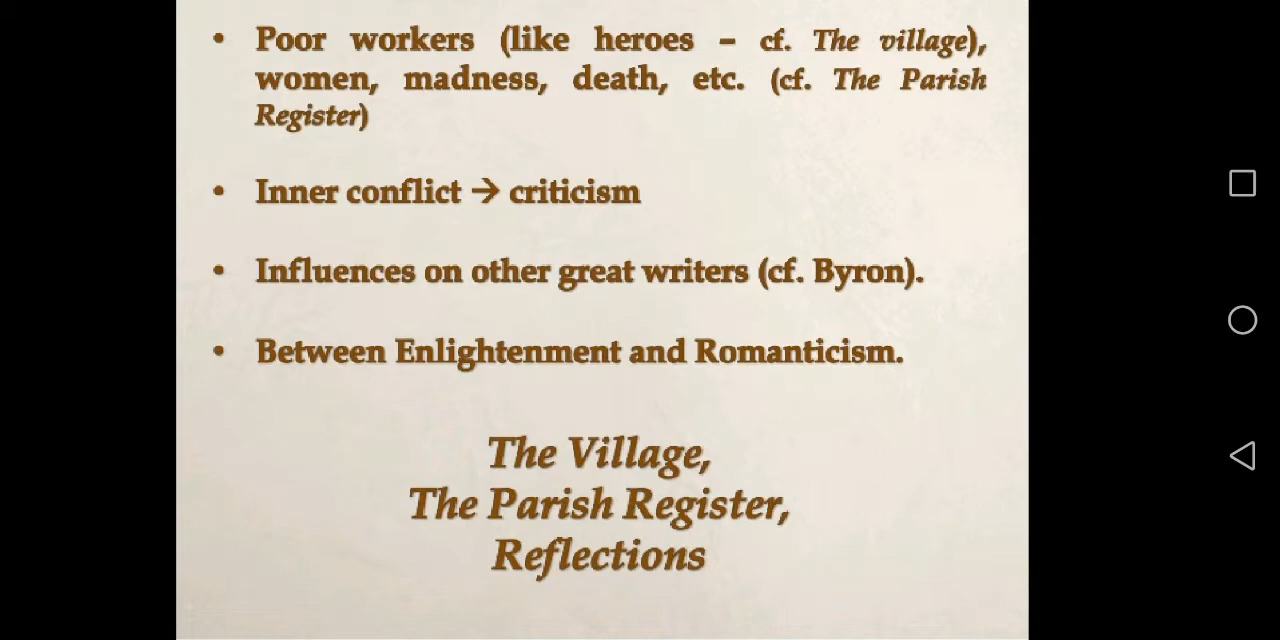 • Poor workers (like heroes – cf. The village),
women, madness, death, etc. (cf. The Parish
Register)
• Inner conflict → criticism
• Influences on other great writers (cf. Byron).
• Between Enlightenment and Romanticism.
The Village,
The Parish Register,
Reflections